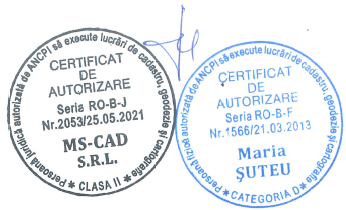 Persoană juridică autorizată de ANCPI să execute lucrări de cadastru, geodezie și cartografie
CERTIFICAT
DE
AUTORIZARE
Seria RO-B-J
Nr.2053/25.05.2021
MS-CAD
S.R.L.
* CLASA II *
Persoană fizică autorizată de ANCPI să execute lucrări de cadastru, geodezie și cartografie
CERTIFICAT
DE
AUTORIZARE
Seria RO-B-F
Nr.1566/21.03.2013
Maria
ȘUTEU
* CATEGORIA D *